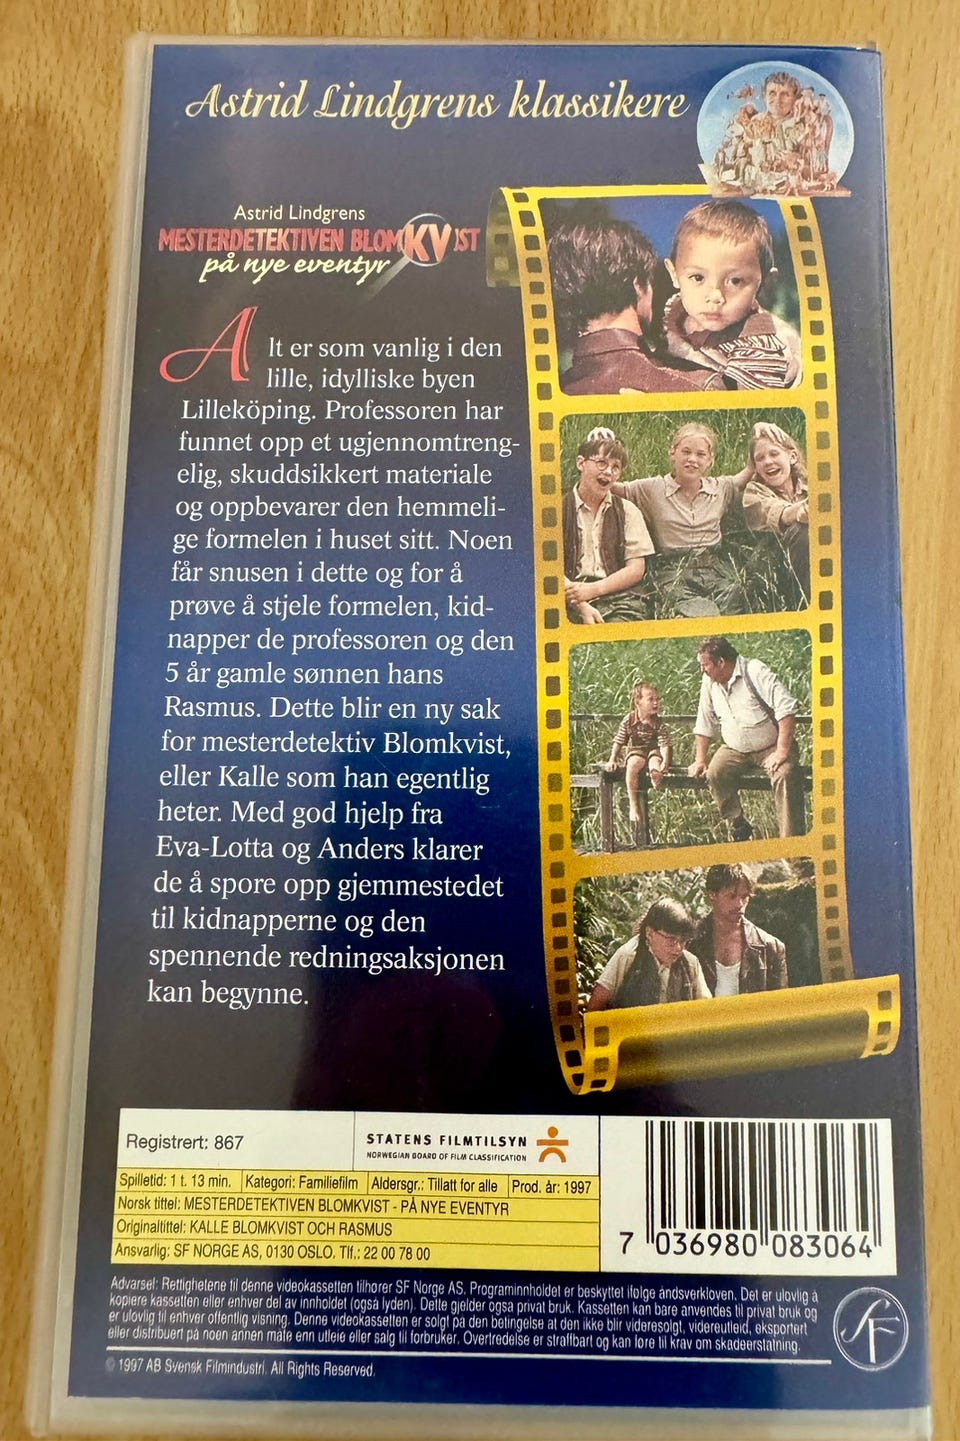 Astrid Lindgrens klassikere
Astrid Lindgrens
MESTERDETEKTIVEN BLOMKVIST
på nye eventyr
Alt er som vanlig i den
lille, idylliske byen
Lilleköping. Professoren har
funnet opp et ugjennomtreng-
elig, skuddsikkert materiale
og oppbevarer den hemmeli-
ge formelen i huset sitt. Noen
får snusen i dette og for å
prøve å stjele formelen, kid-
napper de professoren og den
5 år gamle sønnen hans
Rasmus. Dette blir en ny sak
for mesterdetektiv Blomkvist,
eller Kalle som han egentlig
heter. Med god hjelp fra
Eva-Lotta og Anders klarer
de å spore opp gjemmestedet
til kidnapperne og den
spennende redningsaksjonen
kan begynne.
Registrert: 867
STATENS FILMTILSYN
NORWEGIAN BOARD OF FILM CLASSIFICATION
Spilletid: 1 t. 13 min. Kategori: Familiefilm Aldersgr.: Tillatt for alle Prod. år: 1997
Norsk tittel: MESTERDETEKTIVEN BLOMKVIST - PÅ NYE EVENTYR
Originaltittel: KALLE BLOMKVIST OCH RASMUS
Ansvarlig: SF NORGE AS, 0130 OSLO. Tlf.: 22 00 78 00
7 036980 083064
Advarsel: Rettighetene til denne videokassetten tilhører SF Norge AS. Programinnholdet er beskyttet ifølge åndsverkloven. Det er ulovlig å
kopiere kassetten eller enhver del av innholdet (også lyden). Dette gjelder også privat bruk. Kassetten kan bare anvendes til privat bruk og
er ulovlig til enhver offentlig visning. Denne videokassetten er solgt på den betingelse at den ikke blir videresolgt, videreutleid, eksportert
eller distribuert på noen annen måte enn utleie eller salg til forbruker. Overtredelse er straffbart og kan føre til krav om skadeerstatning.
SF
© 1997 AB Svensk Filmindustri. All Rights Reserved.